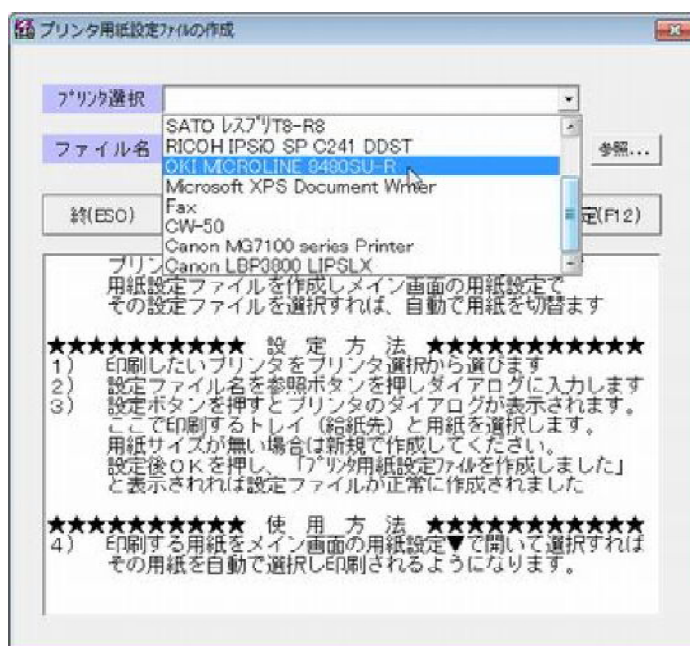 プリンタ用紙設定ファイルの作成
プリンタ選択
SATO レスプリT8-R8
ファイル名
RICOH IPSiO SP C241 DDST
参照...
OKI MICROLINE 8480SU-R
Microsoft XPS Document Writer
Fax
終(ESC)
CW-50
定(F12)
Canon MG7100 series Printer
プリン
Canon LBP3800 LIPSLX
用紙設定ファイルを作成しメイン画面の用紙設定で
その設定ファイルを選択すれば、自動で用紙を切替ます
★★★★★★★★★★ 設 定 方 法 ★★★★★★★★★★★
1) 印刷したいプリンタをプリンタ選択から選びます
2) 設定ファイル名を参照ボタンを押しダイアログに入力します
3) 設定ボタンを押すとプリンタのダイアログが表示されます。
ここで印刷するトレイ(給紙先)と用紙を選択します。
用紙サイズが無い場合は新規で作成してください。
設定後OKを押し、「プリンタ用紙設定ファイルを作成しました」
と表示されれば設定ファイルが正常に作成されました
★★★★★★★★★★ 使 用 方 法 ★★★★★★★★★★★
4) 印刷する用紙をメイン画面の用紙設定▼で開いて選択すれば
その用紙を自動で選択し印刷されるようになります。